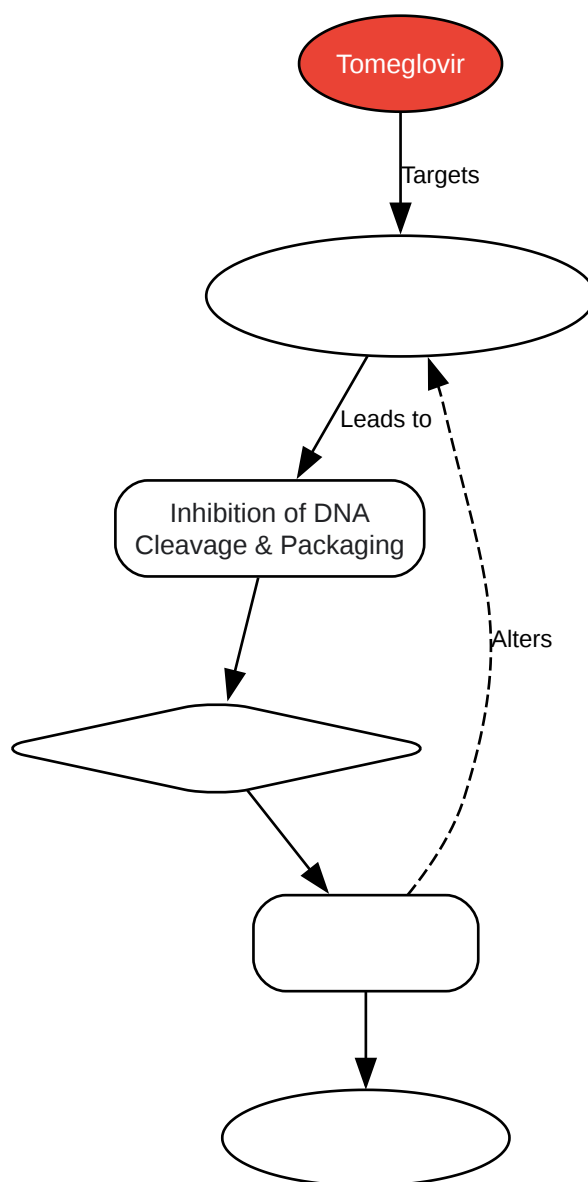 Tomeglovir
Targets
Leads to
Inhibition of DNA
Cleavage & Packaging
Alters